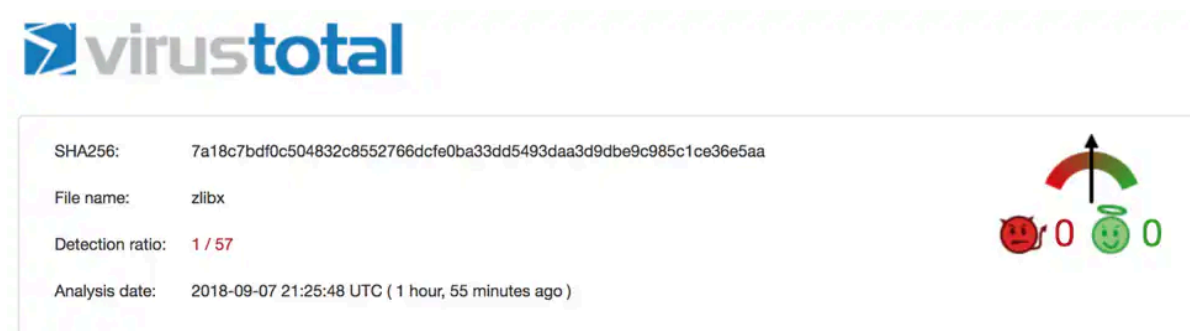 virustotal
SHA256: 7a18c7bdf0c504832c8552766dcfe0ba33dd5493daa3d9dbe9c985c1ce36e5aa
File name: zlibx
Detection ratio: 1 / 57
0 0
Analysis date: 2018-09-07 21:25:48 UTC ( 1 hour, 55 minutes ago )